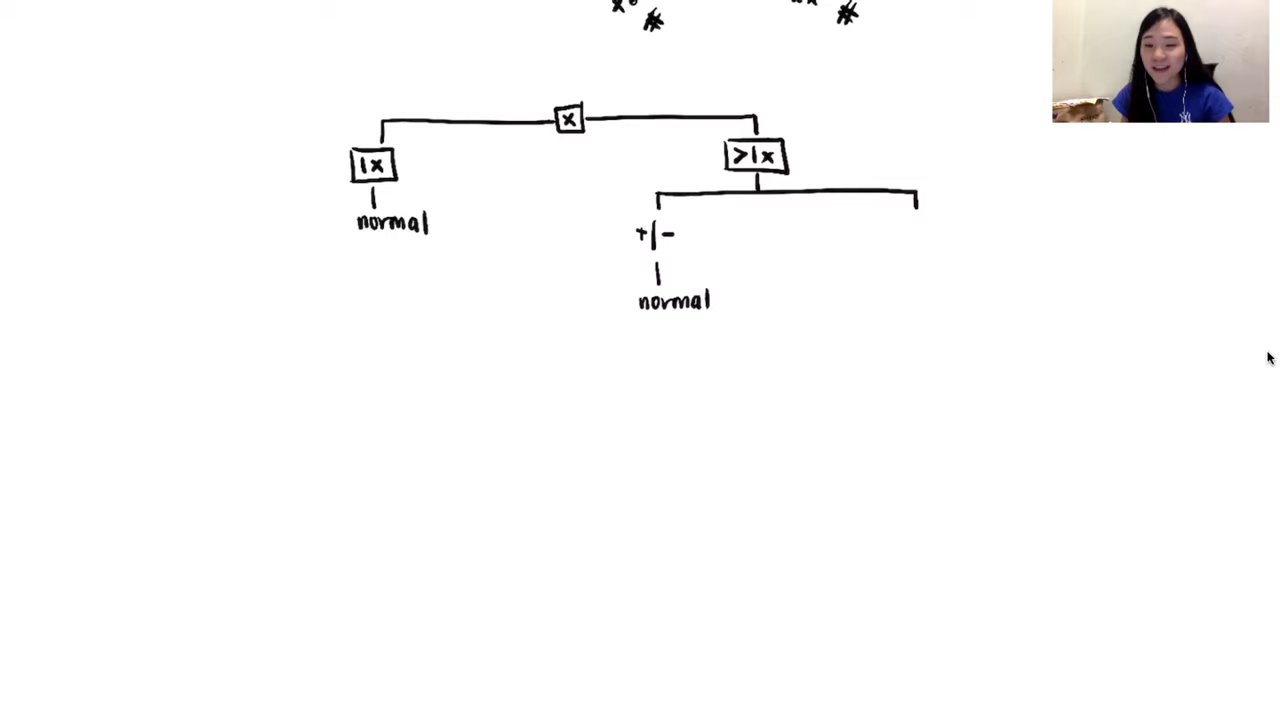 #
#
x
1x
>1x
normal
+/-
normal